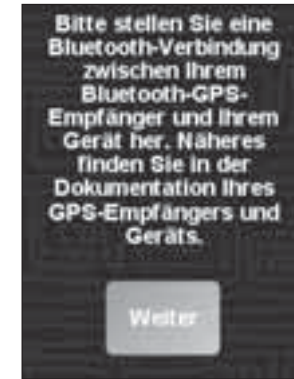 Bitte stellen Sie eine
Bluetooth-Verbindung
zwischen Ihrem
Bluetooth-GPS-
Empfänger und Ihrem
Gerät her. Näheres
finden Sie in der
Dokumentation Ihres
GPS-Empfängers und
Geräts.
Weiter